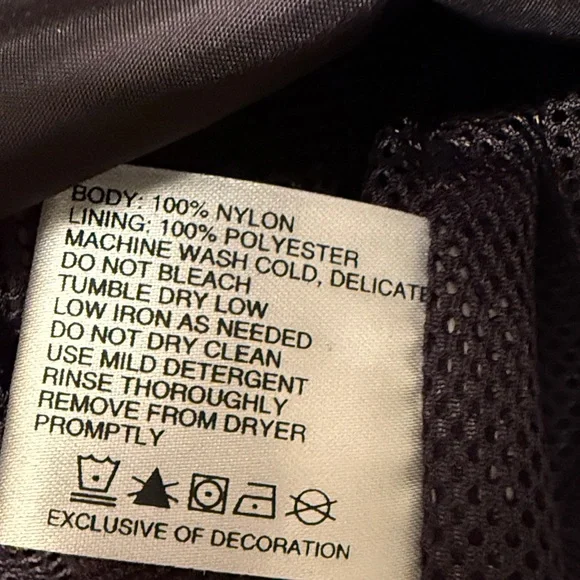 BODY: 100% NYLON
LINING: 100% POLYESTER
MACHINE WASH COLD, DELICATE
DO NOT BLEACH
TUMBLE DRY LOW
LOW IRON AS NEEDED
DO NOT DRY CLEAN
USE MILD DETERGENT
RINSE THOROUGHLY
REMOVE FROM DRYER
PROMPTLY
EXCLUSIVE OF DECORATION